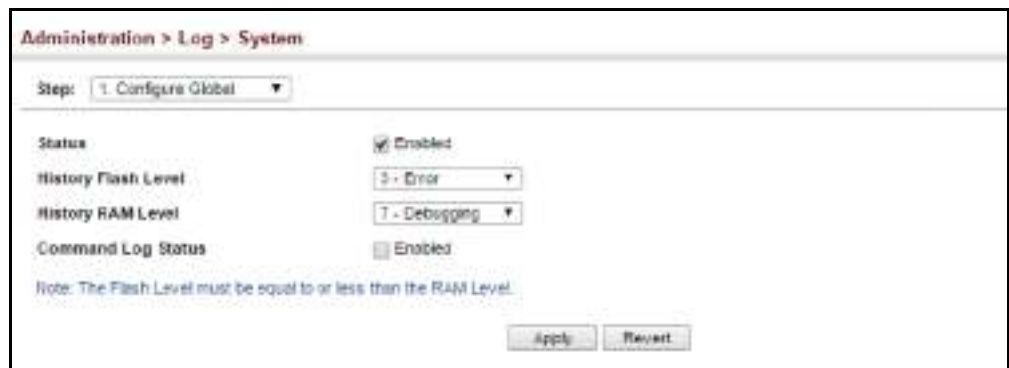 Administration > Log > System
Step: 1. Configure Global
Status Enabled
History Flash Level 3 - Error
History RAM Level 7 - Debugging
Command Log Status Enabled
Note: The Flash Level must be equal to or less than the RAM Level.
Apply Revert